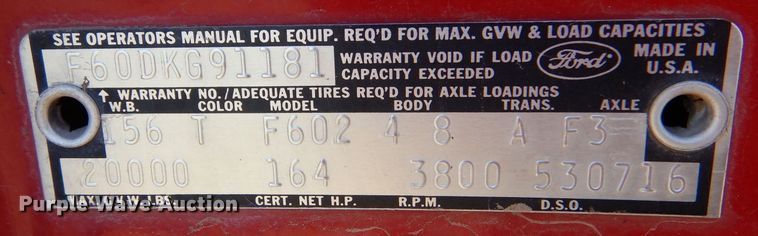 SEE OPERATORS MANUAL FOR EQUIP. REQ'D FOR MAX. GVW & LOAD CAPACITIES
F60DKG91181 WARRANTY VOID IF LOAD CAPACITY EXCEEDED Ford MADE IN U.S.A.
↑ WARRANTY NO./ADEQUATE TIRES REQ'D FOR AXLE LOADINGS
W.B. COLOR MODEL BODY TRANS. AXLE
156 T F602 4 8 A F3
20000 164 3800 530716
MAX. G.V.W. LBS. CERT. NET H.P. R.P.M. D.S.O.
Purple Wave Auction